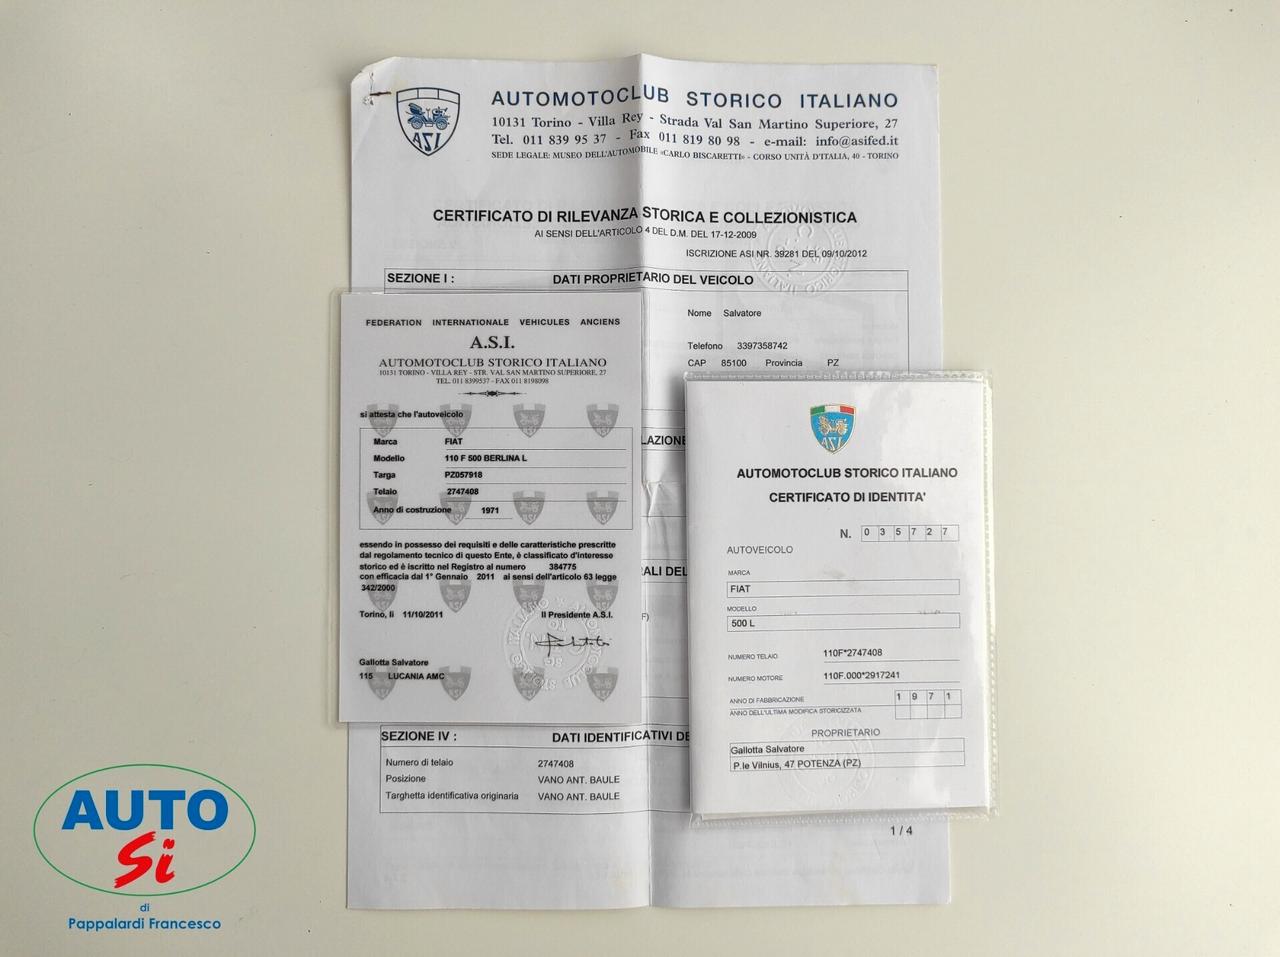 AUTOMOTOCLUB STORICO ITALIANO
10131 Torino - Villa Rey - Strada Val San Martino Superiore, 27
Tel. 011 839 95 37 - Fax 011 819 80 98 - e-mail: info@asifed.it
SEDE LEGALE: MUSEO DELL'AUTOMOBILE «CARLO BISCARETTI» - CORSO UNITÀ D'ITALIA, 40 - TORINO
ASI
CERTIFICATO DI RILEVANZA STORICA E COLLEZIONISTICA
AI SENSI DELL'ARTICOLO 4 DEL D.M. DEL 17-12-2009
ISCRIZIONE ASI NR. 39281 DEL 09/10/2012
SEZIONE I : DATI PROPRIETARIO DEL VEICOLO
Nome Salvatore
Telefono 3397358742
CAP 85100 Provincia PZ
LAZIONE
ALI DEL
F)
SEZIONE IV : DATI IDENTIFICATIVI DE
Numero di telaio 2747408
Posizione VANO ANT. BAULE
Targhetta identificativa originaria VANO ANT. BAULE
1 / 4
FEDERATION INTERNATIONALE VEHICULES ANCIENS
A.S.I.
AUTOMOTOCLUB STORICO ITALIANO
10131 TORINO - VILLA REY - STR. VAL SAN MARTINO SUPERIORE, 27
TEL. 011 8399537 - FAX 011 8198098
si attesta che l'autoveicolo
Marca FIAT
Modello 110 F 500 BERLINA L
Targa PZ057918
Telaio 2747408
Anno di costruzione 1971
essendo in possesso dei requisiti e delle caratteristiche prescritte
dal regolamento tecnico di questo Ente, è classificato d'interesse
storico ed è iscritto nel Registro al numero 384775
con efficacia dal 1° Gennaio 2011 ai sensi dell'articolo 63 legge
342/2000
Torino, lì 11/10/2011 Il Presidente A.S.I.
Gallotta Salvatore
115 LUCANIA AMC
ASI
AUTOMOTOCLUB STORICO ITALIANO
CERTIFICATO DI IDENTITA'
N. 035727
AUTOVEICOLO
MARCA
FIAT
MODELLO
500 L
NUMERO TELAIO 110F*2747408
NUMERO MOTORE 110F.000*2917241
ANNO DI FABBRICAZIONE 1971
ANNO DELL'ULTIMA MODIFICA STORICIZZATA
PROPRIETARIO
Gallotta Salvatore
P.le Vilnius, 47 POTENZA (PZ)
AUTO
Si
di
Pappalardi Francesco